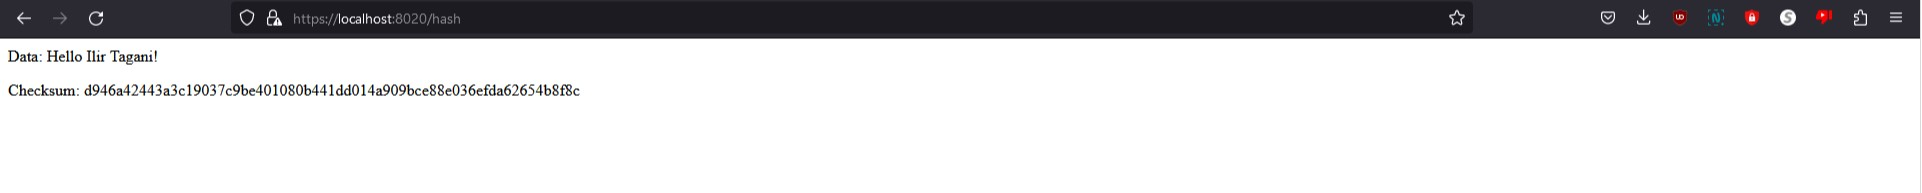 https://localhost:8020/hash
Data: Hello Ilir Tagani!
Checksum: d946a42443a3c19037c9be401080b441dd014a909bce88e036efda62654b8f8c